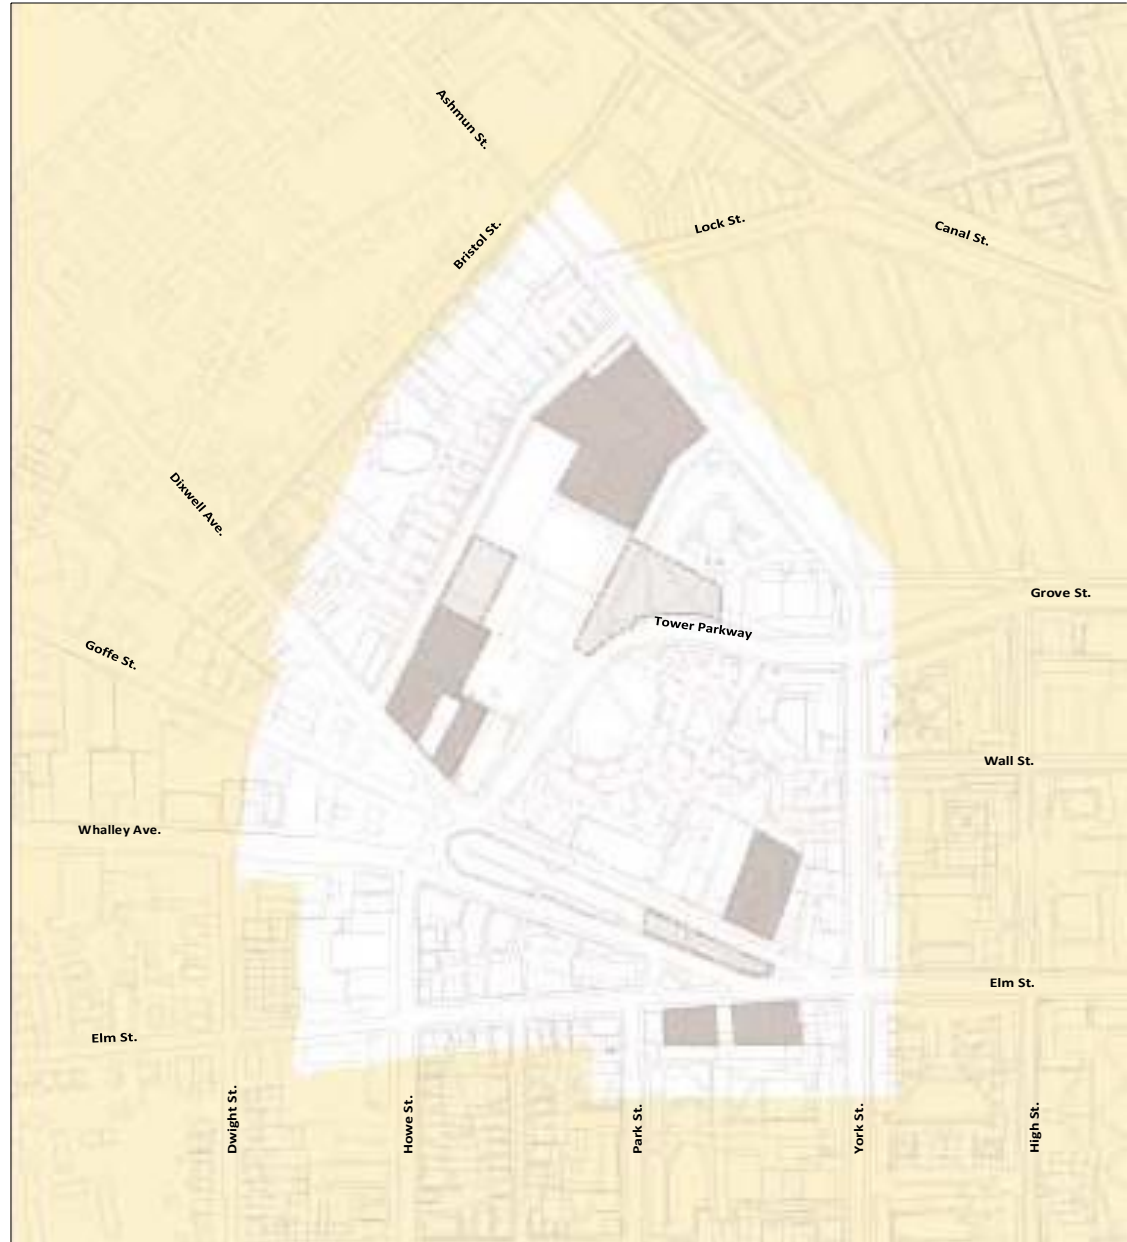 Ashmun St.
Bristol St.
Lock St.
Canal St.
Dixwell Ave.
Grove St.
Tower Parkway
Goffe St.
Wall St.
Whalley Ave.
Elm St.
Elm St.
Dwight St.
Howe St.
Park St.
York St.
High St.